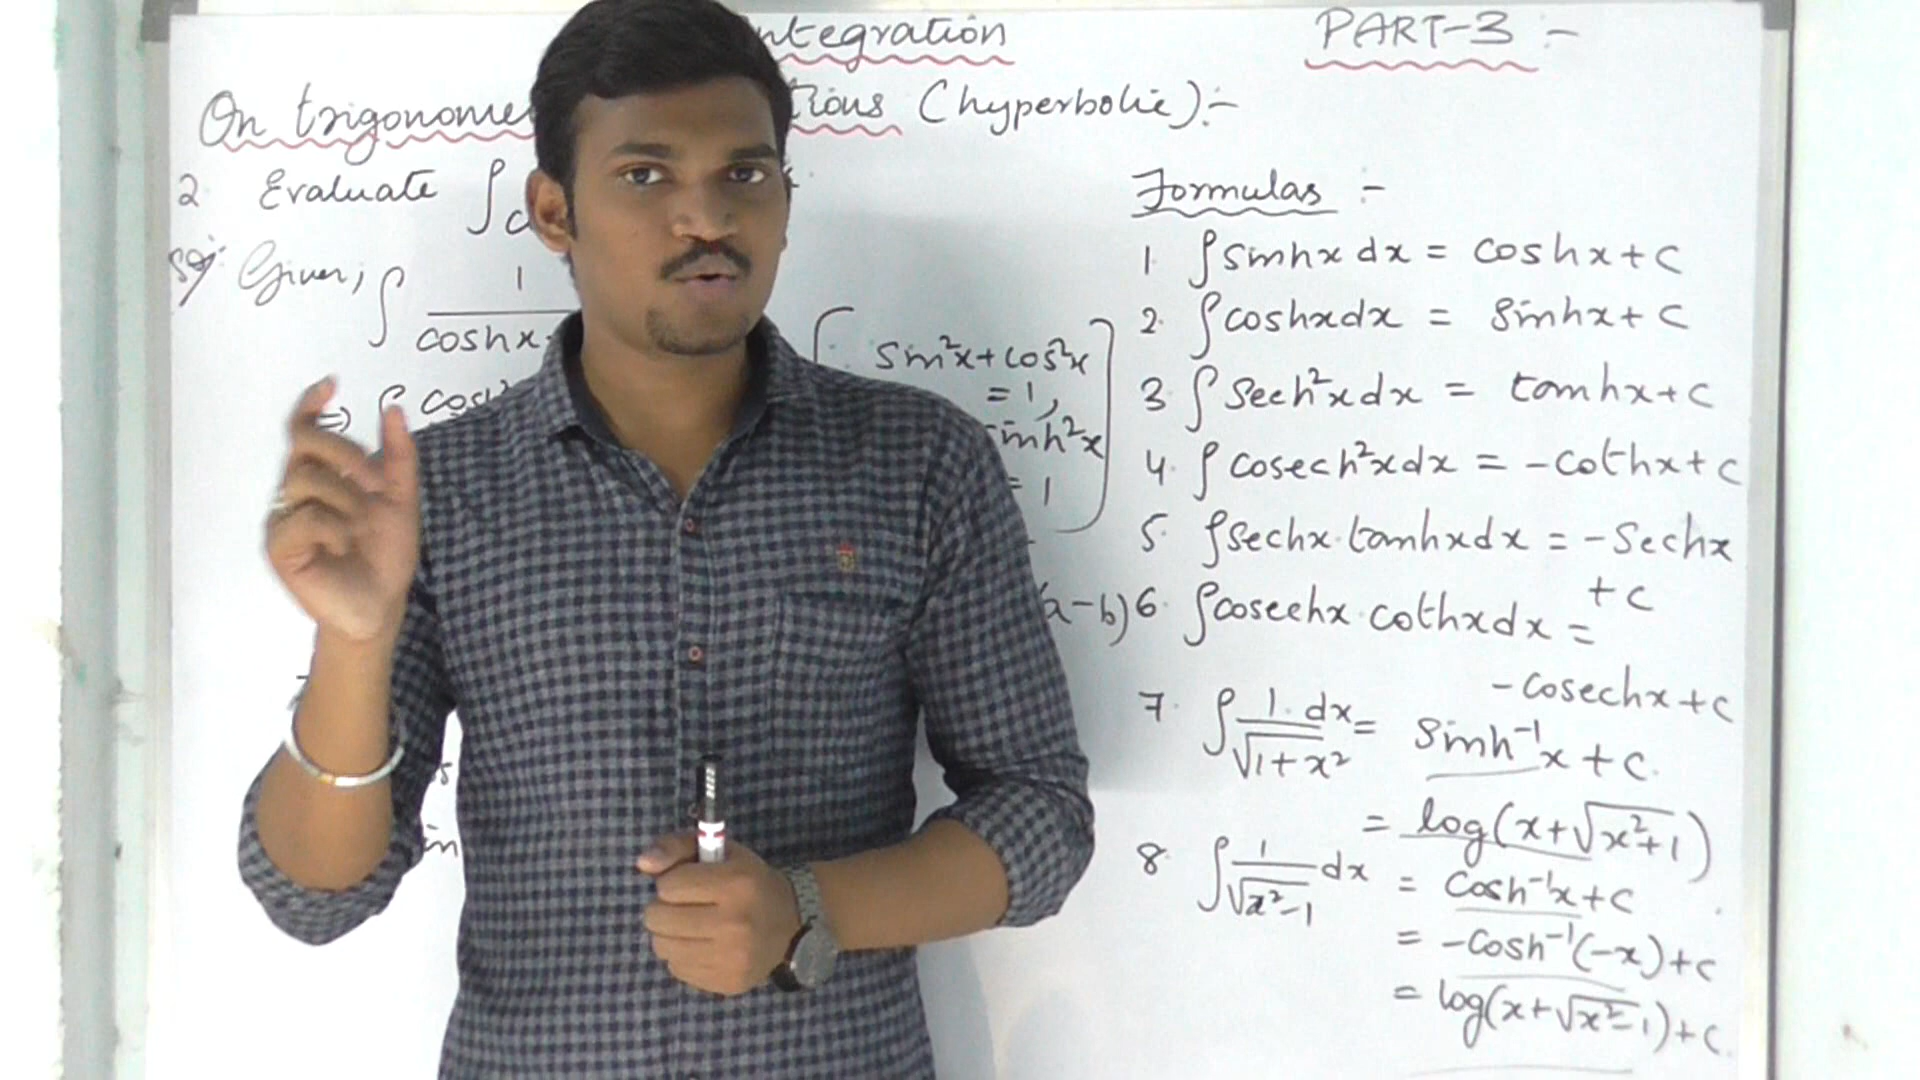 ntegration PART-3 :-
On trigonome tions (hyperbolic):-
2. Evaluate ∫
Sol: Given, ∫ 1 / coshx
⇒ ∫ cosh
[∵ sin²x+cos²x
= 1,
sinh²x
= 1]
(a-b)
in
Formulas :-
1. ∫sinhx dx = coshx+c
2. ∫coshxdx = sinhx+c
3 ∫sech²xdx = tanhx+c
4. ∫cosech²xdx = -cothx+c
5. ∫sechx.tanhxdx = -sechx
+c
6. ∫cosechx.cothxdx =
-cosechx+c
7. ∫1.dx/√1+x² = sinh⁻¹x+c.
= log(x+√x²+1)
8. ∫1/√x²-1 dx = cosh⁻¹x+c
= -cosh⁻¹(-x)+c
= log(x+√x²-1)+c.